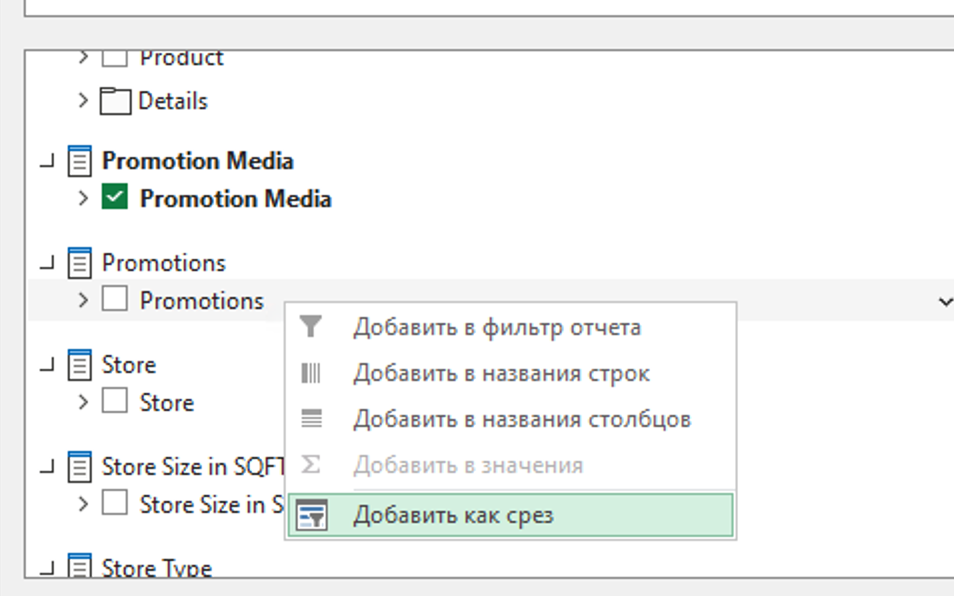 Product
Details
Promotion Media
Promotion Media
Promotions
Promotions
Добавить в фильтр отчета
Store
Добавить в названия строк
Store
Добавить в названия столбцов
Store Size in SQFT
Добавить в значения
Store Size in S
Добавить как срез
Store Type